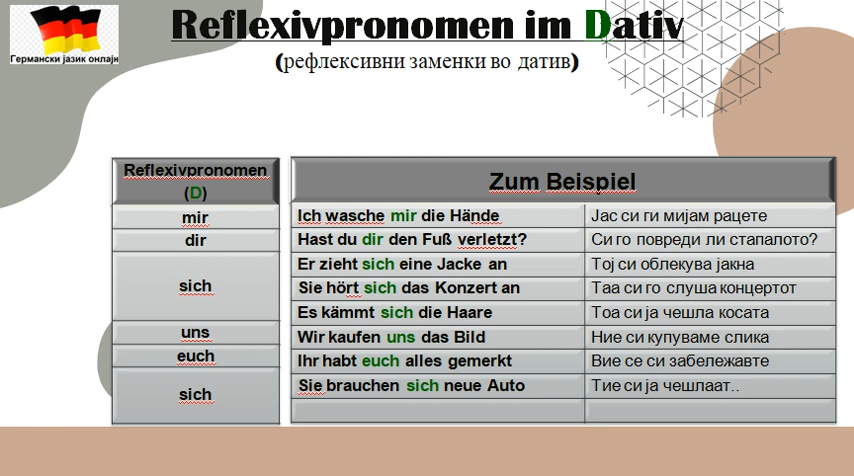 Reflexivpronomen im Dativ
(рефлексивни заменки во датив)
Германски јазик онлајн
Reflexivpronomen
(D)
Zum Beispiel
mir
Ich wasche mir die Hände
Јас си ги мијам рацете
dir
Hast du dir den Fuß verletzt?
Си го повреди ли стапалото?
sich
Er zieht sich eine Jacke an
Тој си облекува јакна
Sie hört sich das Konzert an
Таа си го слуша концертот
Es kämmt sich die Haare
Тоа си ја чешла косата
uns
Wir kaufen uns das Bild
Ние си купуваме слика
euch
Ihr habt euch alles gemerkt
Вие се си забележавте
sich
Sie brauchen sich neue Auto
Тие си ја чешлаат..